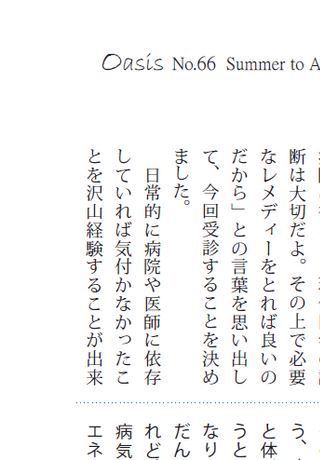 Oasis No.66 Summer to A
断は大切だよ。その上で必要
なレメディーをとれば良いの
だから」との言葉を思い出し
て、今回受診することを決め
ました。
日常的に病院や医師に依存
していれば気付かなかったこ
とを沢山経験することが出来
う、
と体
うと
なり
だん
れど
病気
エネ